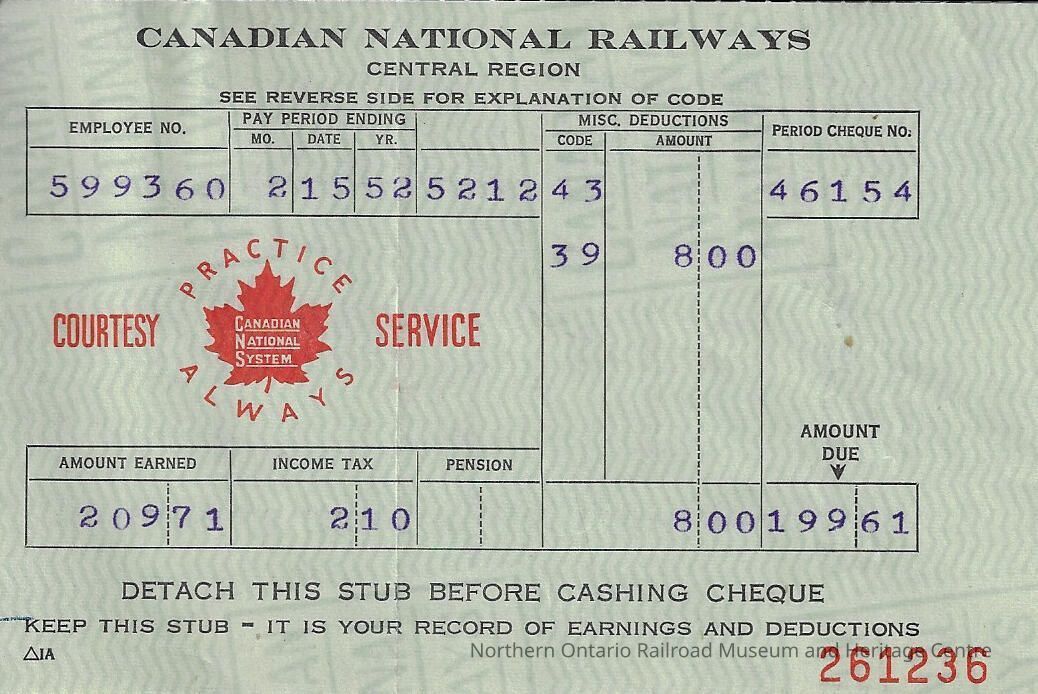 CANADIAN NATIONAL RAILWAYS
CENTRAL REGION
SEE REVERSE SIDE FOR EXPLANATION OF CODE
EMPLOYEE NO. PAY PERIOD ENDING MISC. DEDUCTIONS PERIOD CHEQUE NO:
MO. DATE YR. CODE AMOUNT
599360 2 15 52 5212 43 46154
39 8 00
PRACTICE
COURTESY CANADIAN SERVICE
NATIONAL
SYSTEM
ALWAYS
AMOUNT
DUE
AMOUNT EARNED INCOME TAX PENSION
209 71 2 10 8 00 199 61
DETACH THIS STUB BEFORE CASHING CHEQUE
KEEP THIS STUB - IT IS YOUR RECORD OF EARNINGS AND DEDUCTIONS
△1A
Northern Ontario Railroad Museum and Heritage Centre
261236